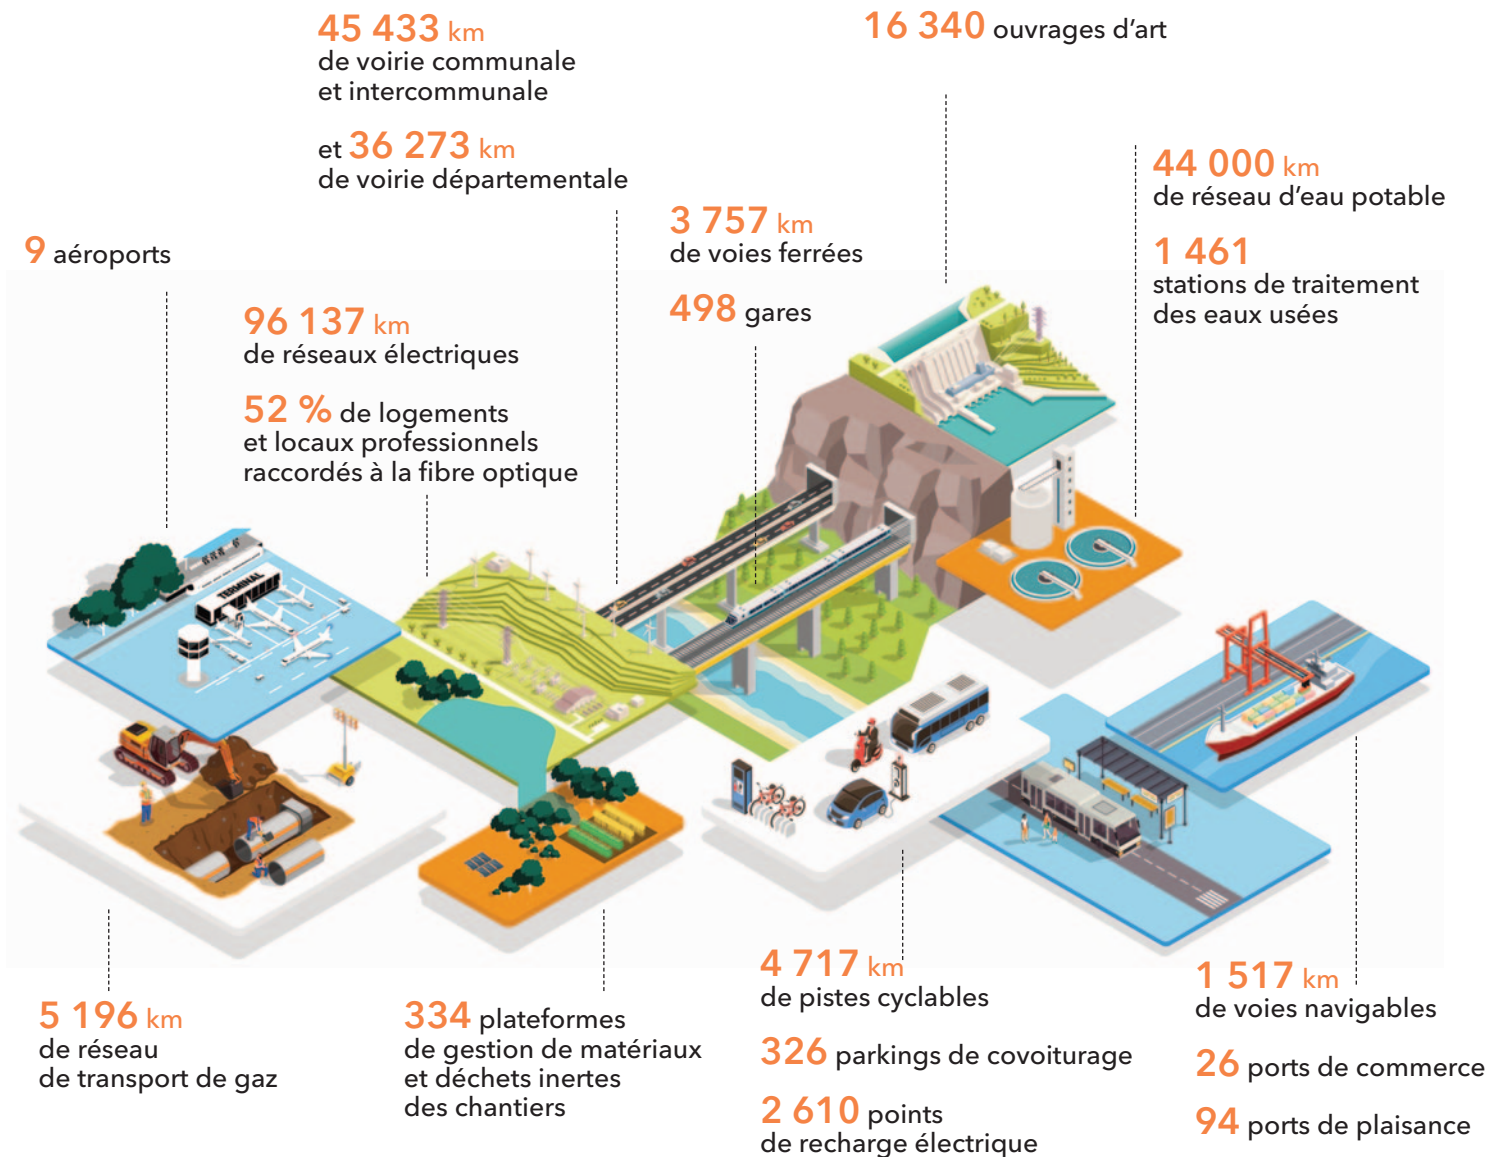 45 433 km
de voirie communale
et intercommunale
et 36 273 km
de voirie départementale
16 340 ouvrages d’art
44 000 km
de réseau d’eau potable
1 461
stations de traitement
des eaux usées
3 757 km
de voies ferrées
498 gares
9 aéroports
96 137 km
de réseaux électriques
52 % de logements
et locaux professionnels
raccordés à la fibre optique
TERMINAL
5 196 km
de réseau
de transport de gaz
334 plateformes
de gestion de matériaux
et déchets inertes
des chantiers
4 717 km
de pistes cyclables
326 parkings de covoiturage
2 610 points
de recharge électrique
1 517 km
de voies navigables
26 ports de commerce
94 ports de plaisance